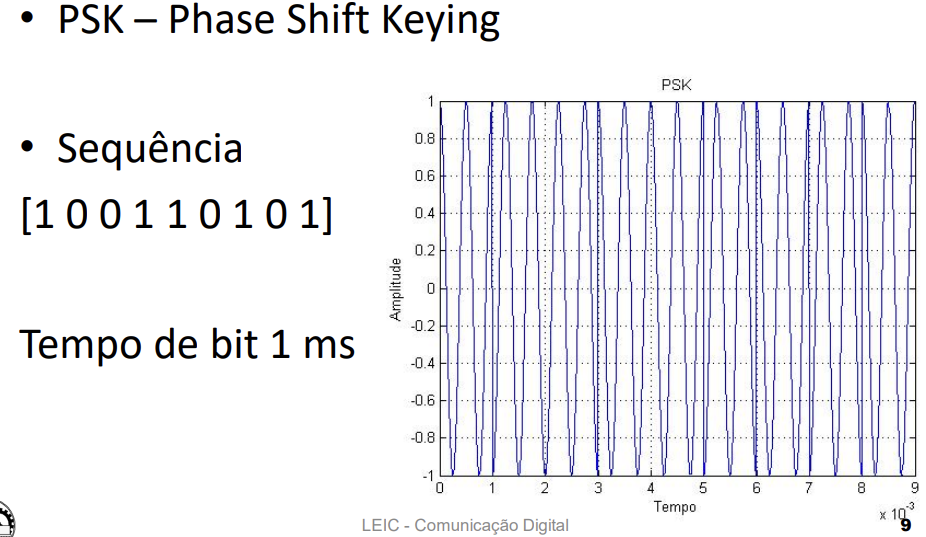 • PSK – Phase Shift Keying
• Sequência
[1 0 0 1 1 0 1 0 1]
Tempo de bit 1 ms
PSK
1
0.8
0.6
0.4
0.2
0
-0.2
-0.4
-0.6
-0.8
-1
Amplitude
0 1 2 3 4 5 6 7 8 9
Tempo
x 10-3
LEIC - Comunicação Digital
9